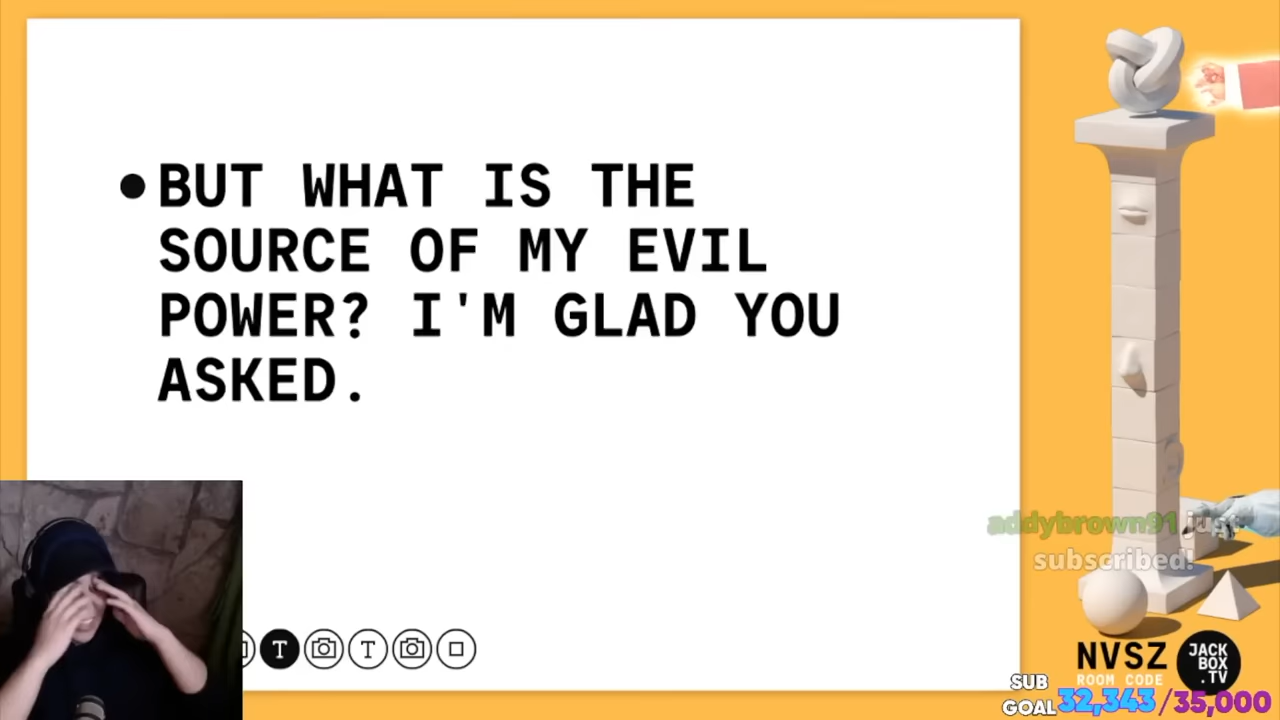 • BUT WHAT IS THE
SOURCE OF MY EVIL
POWER? I'M GLAD YOU
ASKED.
addybrown91 just
subscribed!
T
T
NVSZ
ROOM CODE
JACK
BOX
.TV
SUB
GOAL 32,343/35,000